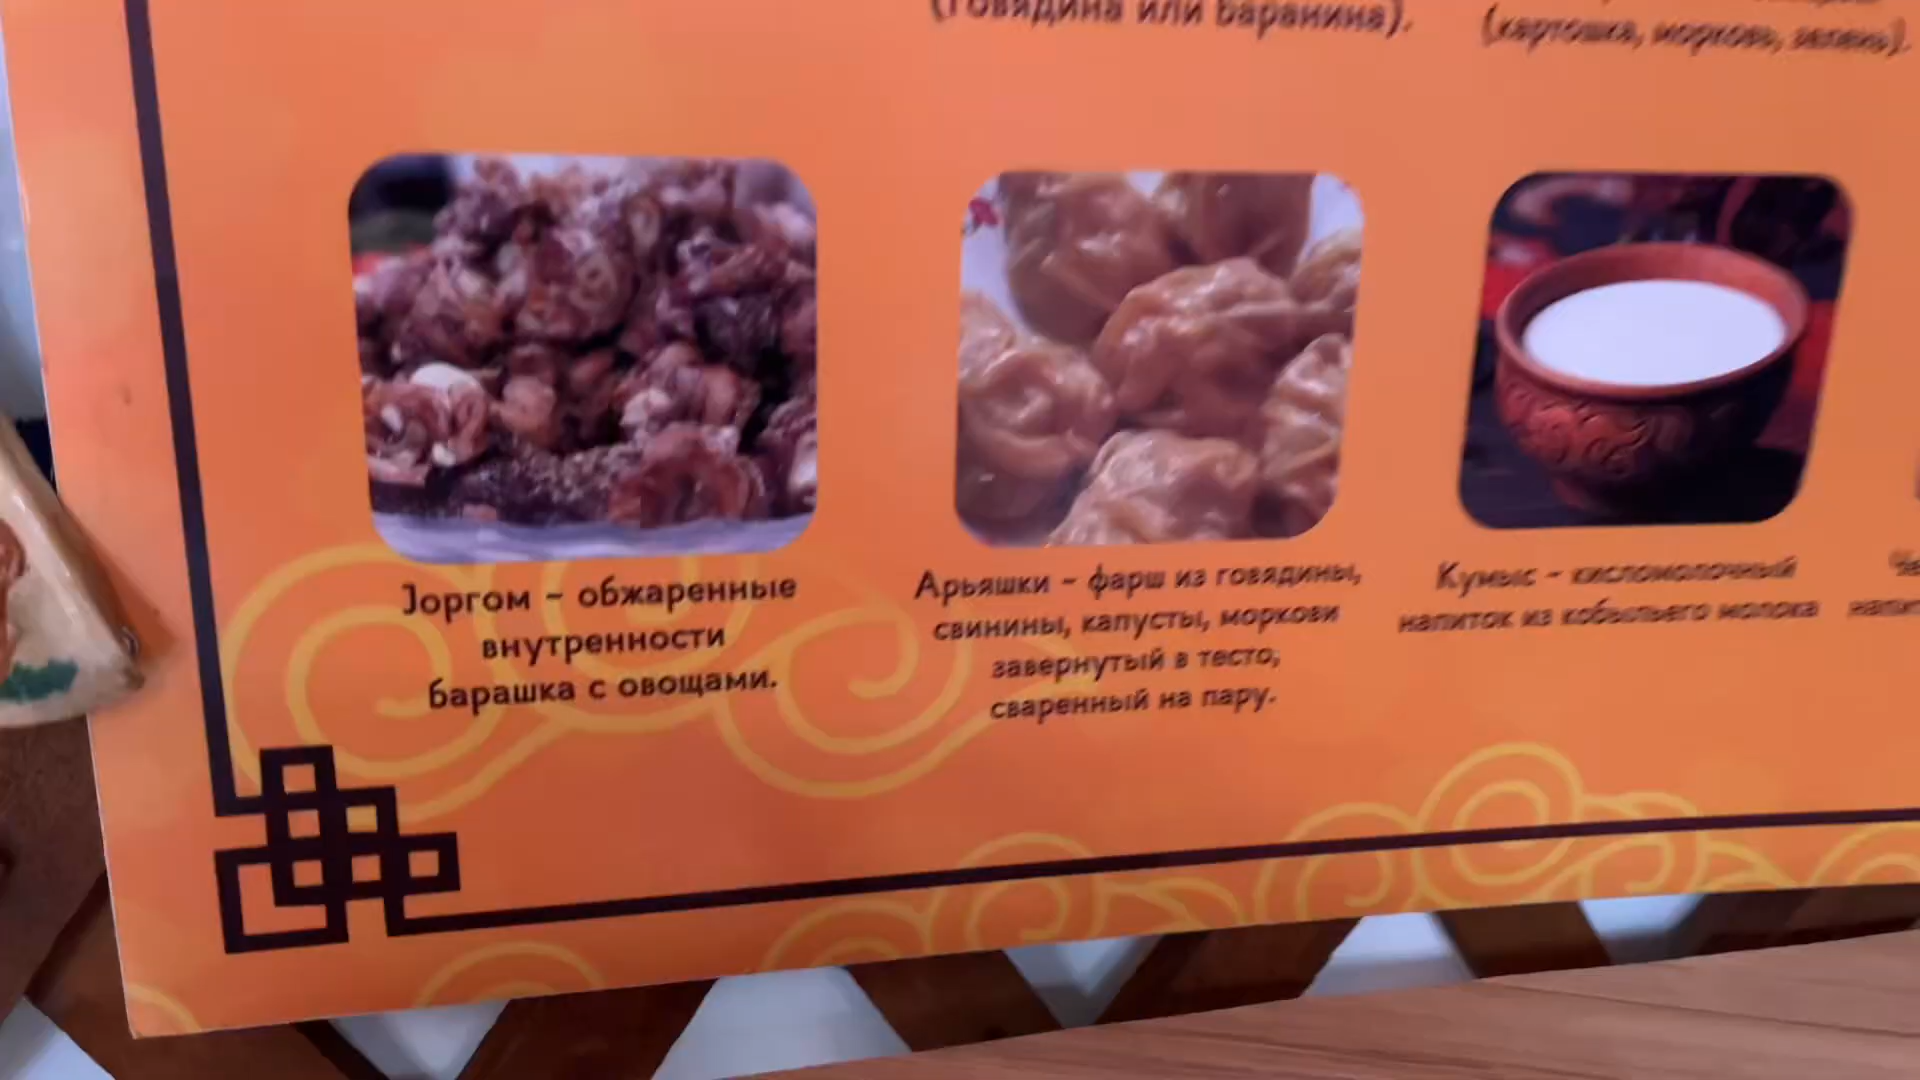 (говядина или баранина).
(картошка, морковь, зелень).
Jоргом – обжаренные
внутренности
барашка с овощами.
Арьяшки – фарш из говядины,
свинины, капусты, моркови
завернутый в тесто,
сваренный на пару.
Кумыс – кисломолочный
напиток из кобыльего молока